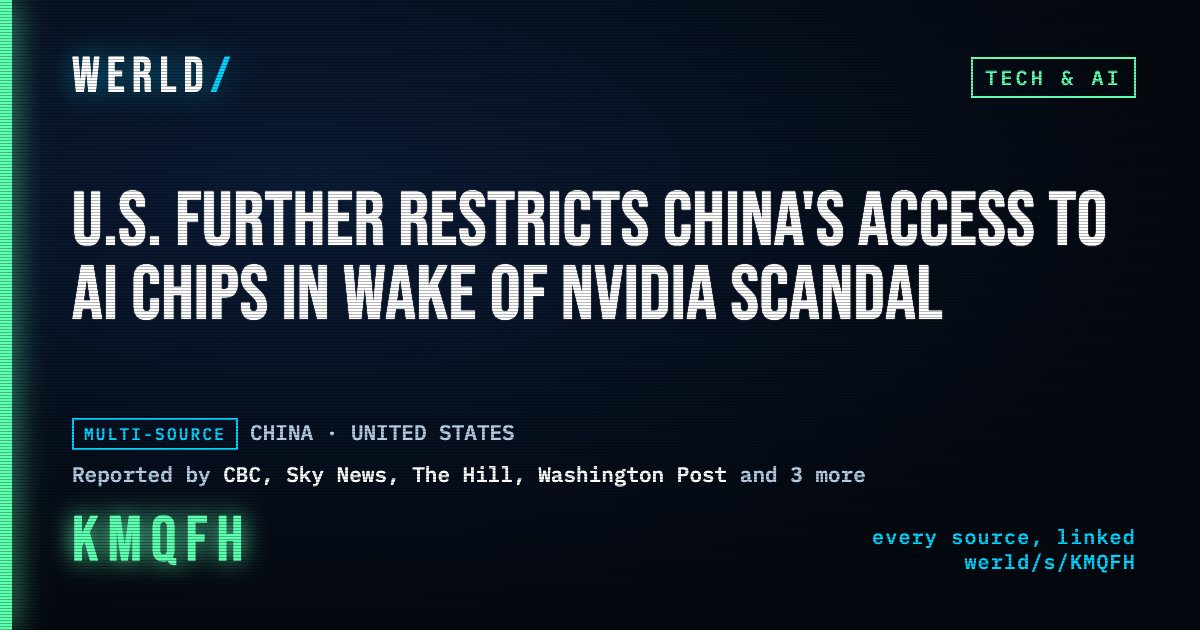 WERLD/
TECH & AI
U.S. FURTHER RESTRICTS CHINA'S ACCESS TO
AI CHIPS IN WAKE OF NVIDIA SCANDAL
MULTI-SOURCE CHINA · UNITED STATES
Reported by CBC, Sky News, The Hill, Washington Post and 3 more
KMQFH
every source, linked
werld/s/KMQFH